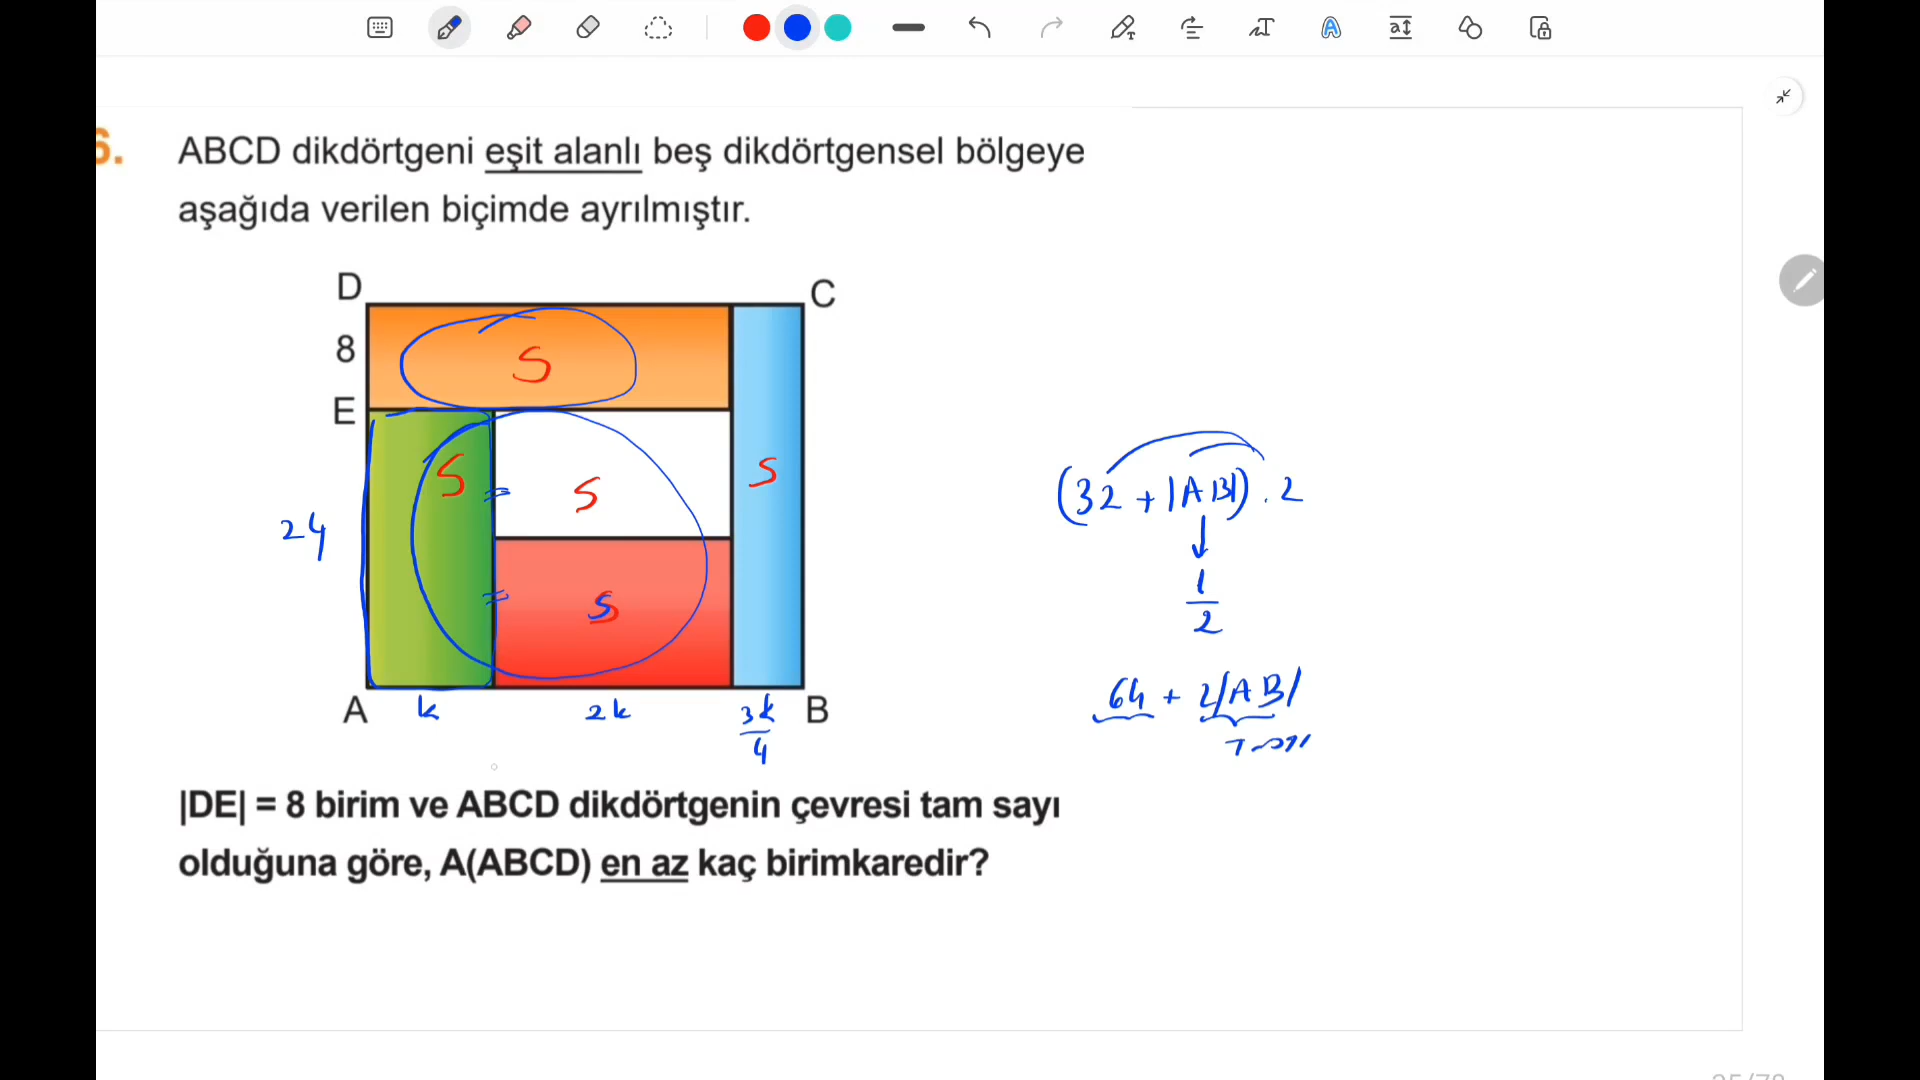 6. ABCD dikdörtgeni eşit alanlı beş dikdörtgensel bölgeye
aşağıda verilen biçimde ayrılmıştır.
D
C
8
S
E
S = S
S
24
= S
A
B
k
2k
3k/4
(32 + |AB|) . 2
1/2
64 + 2|AB|
|DE| = 8 birim ve ABCD dikdörtgenin çevresi tam sayı
olduğuna göre, A(ABCD) en az kaç birimkaredir?